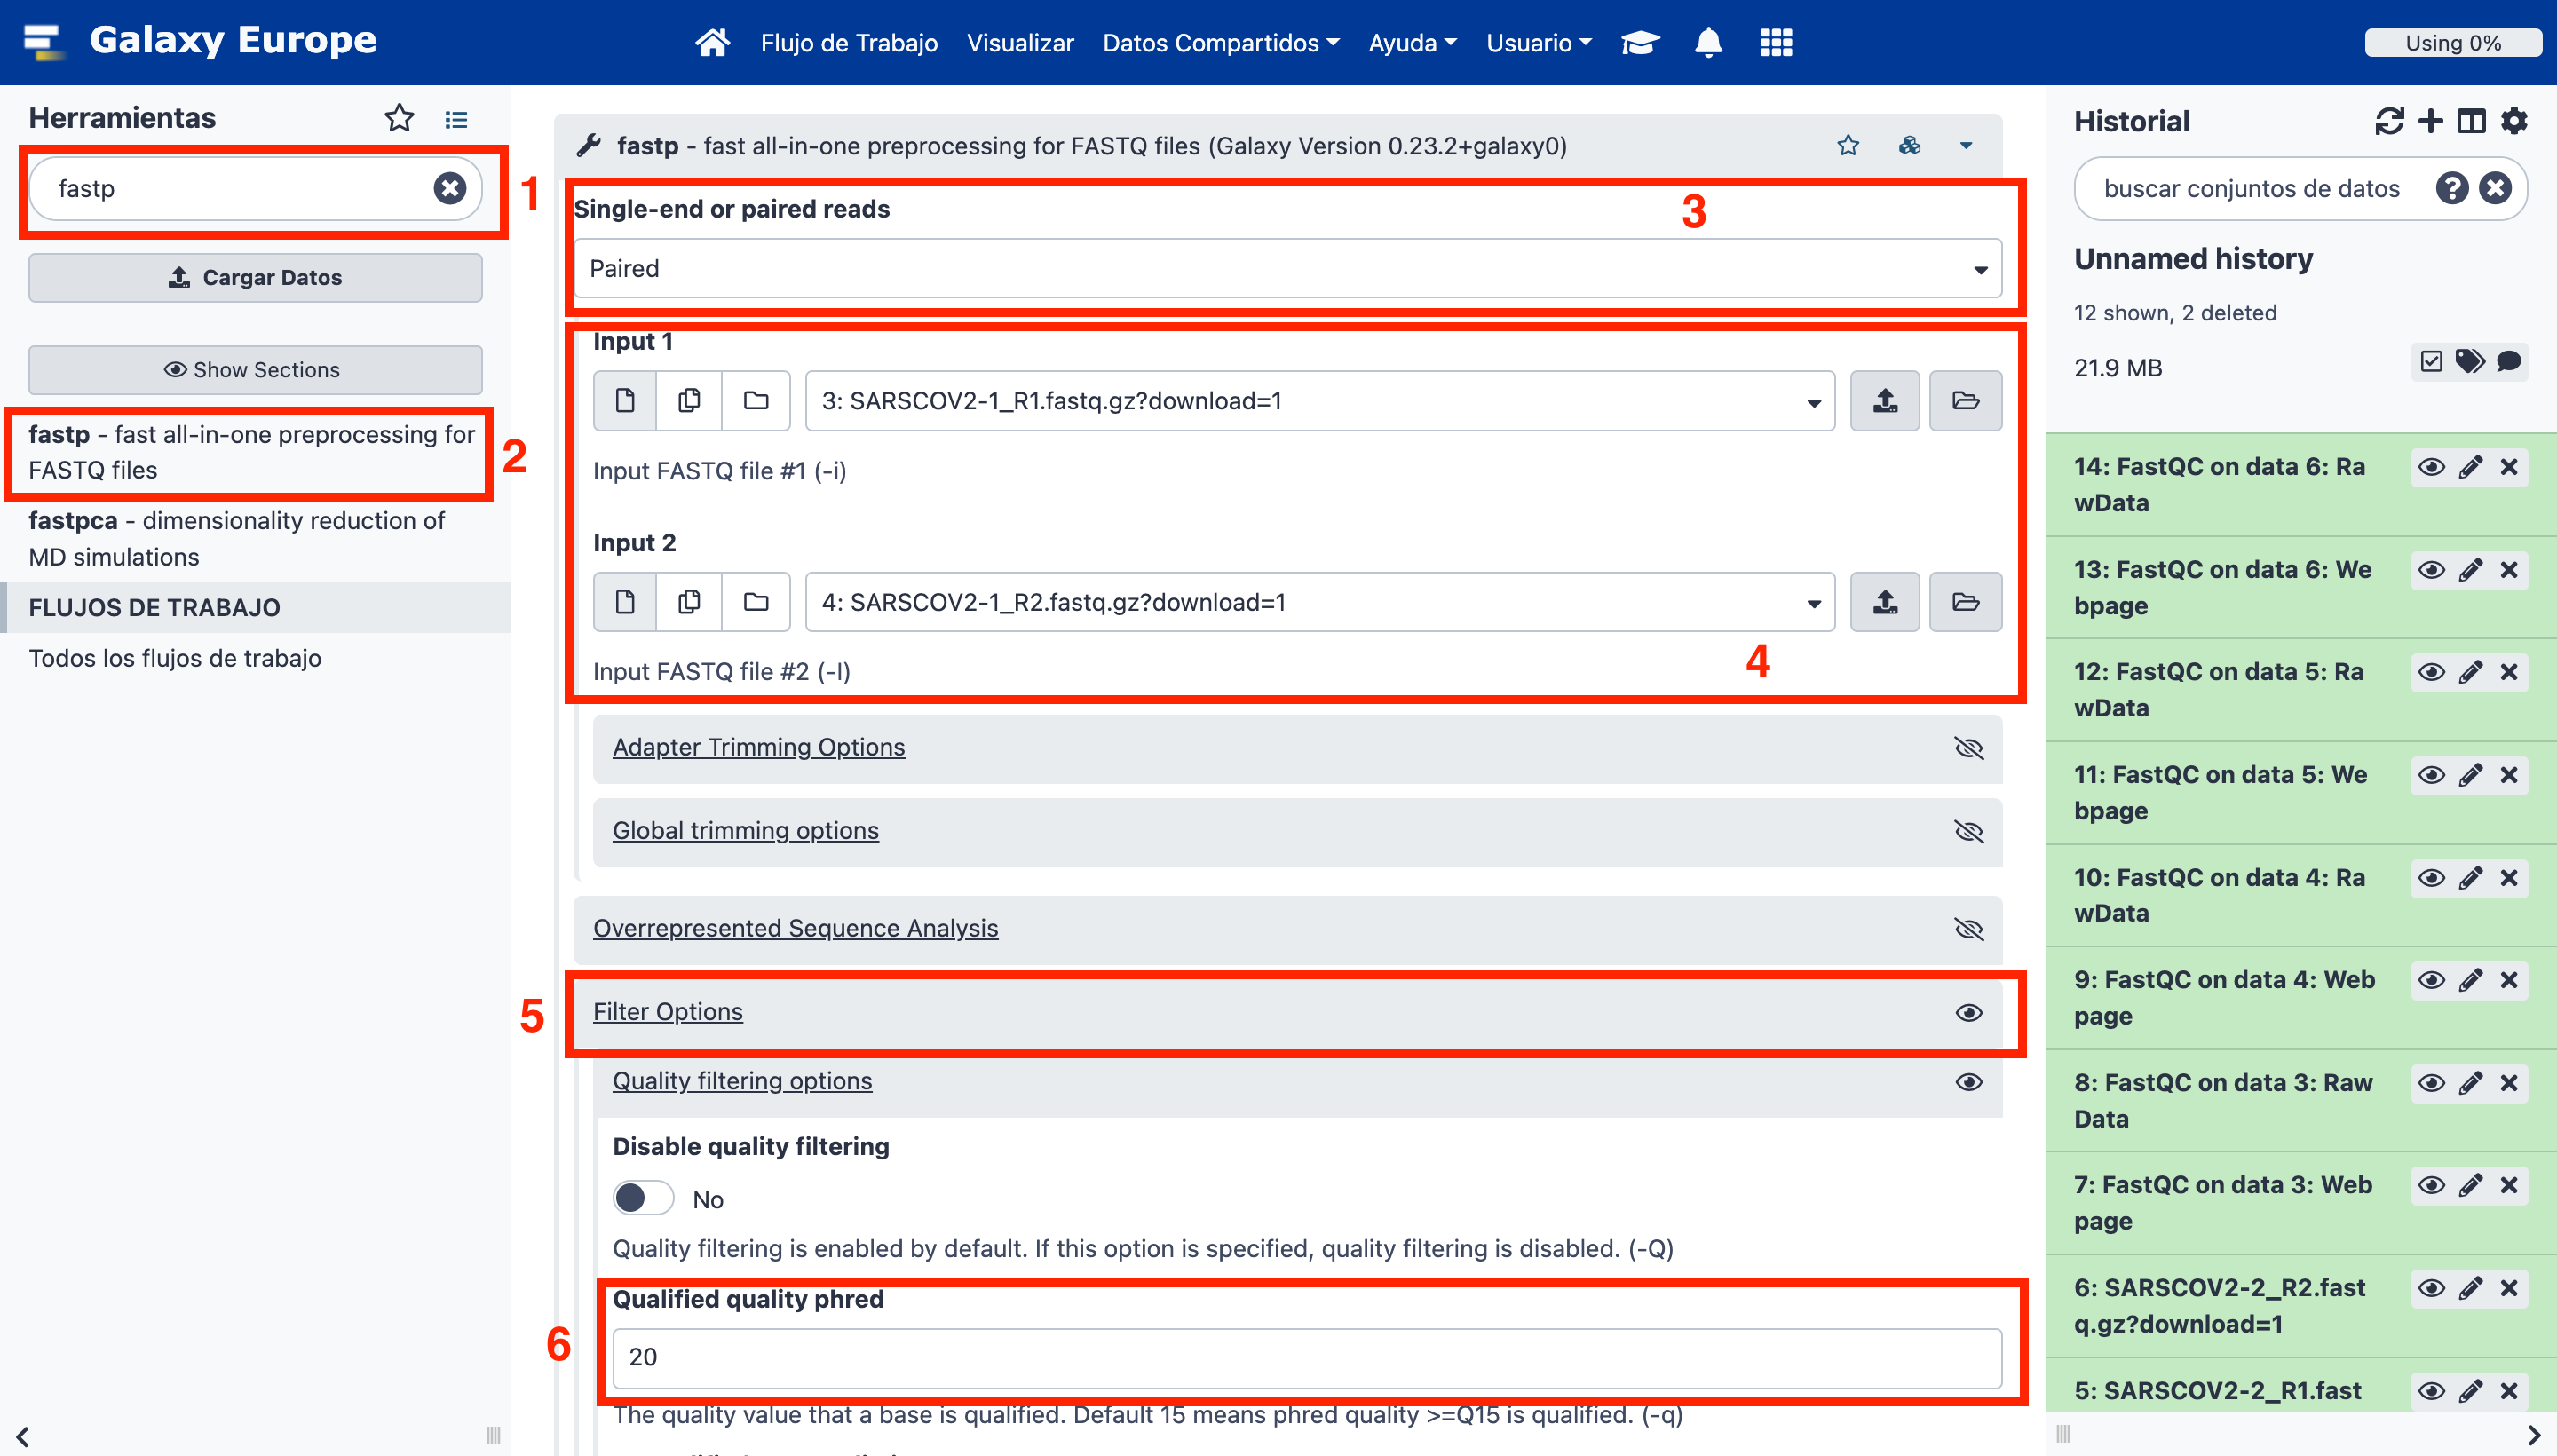 Galaxy Europe
Flujo de Trabajo
Visualizar
Datos Compartidos
Ayuda
Usuario
Using 0%
Herramientas
fastp
1
Cargar Datos
Show Sections
fastp - fast all-in-one preprocessing for
FASTQ files
2
fastpca - dimensionality reduction of
MD simulations
FLUJOS DE TRABAJO
Todos los flujos de trabajo
fastp - fast all-in-one preprocessing for FASTQ files (Galaxy Version 0.23.2+galaxy0)
Single-end or paired reads
3
Paired
Input 1
3: SARSCOV2-1_R1.fastq.gz?download=1
Input FASTQ file #1 (-i)
Input 2
4: SARSCOV2-1_R2.fastq.gz?download=1
4
Input FASTQ file #2 (-I)
Adapter Trimming Options
Global trimming options
Overrepresented Sequence Analysis
5
Filter Options
Quality filtering options
Disable quality filtering
No
Quality filtering is enabled by default. If this option is specified, quality filtering is disabled. (-Q)
Qualified quality phred
6
20
The quality value that a base is qualified. Default 15 means phred quality >=Q15 is qualified. (-q)
Historial
buscar conjuntos de datos
Unnamed history
12 shown, 2 deleted
21.9 MB
14: FastQC on data 6: Ra
wData
13: FastQC on data 6: We
bpage
12: FastQC on data 5: Ra
wData
11: FastQC on data 5: We
bpage
10: FastQC on data 4: Ra
wData
9: FastQC on data 4: Web
page
8: FastQC on data 3: Raw
Data
7: FastQC on data 3: Web
page
6: SARSCOV2-2_R2.fast
q.gz?download=1
5: SARSCOV2-2_R1.fast